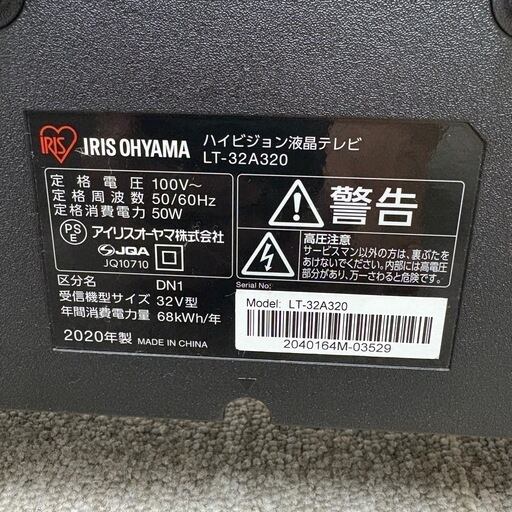 IRIS
IRIS OHYAMA
ハイビジョン液晶テレビ
LT-32A320
定格電圧 100V〜
定格周波数 50/60Hz
定格消費電力 50W
PS
E
アイリスオーヤマ株式会社
JQA
JQ10710
区分名 DN1
受信機型サイズ 32V型
年間消費電力量 68kWh/年
2020年製 MADE IN CHINA
警告
高圧注意
サービスマン以外の方は、裏ぶたを
あけないでください。内部には高電圧
部分があり、万一さわると危険です。
Serial No.:
Model: LT-32A320
2040164M-03529